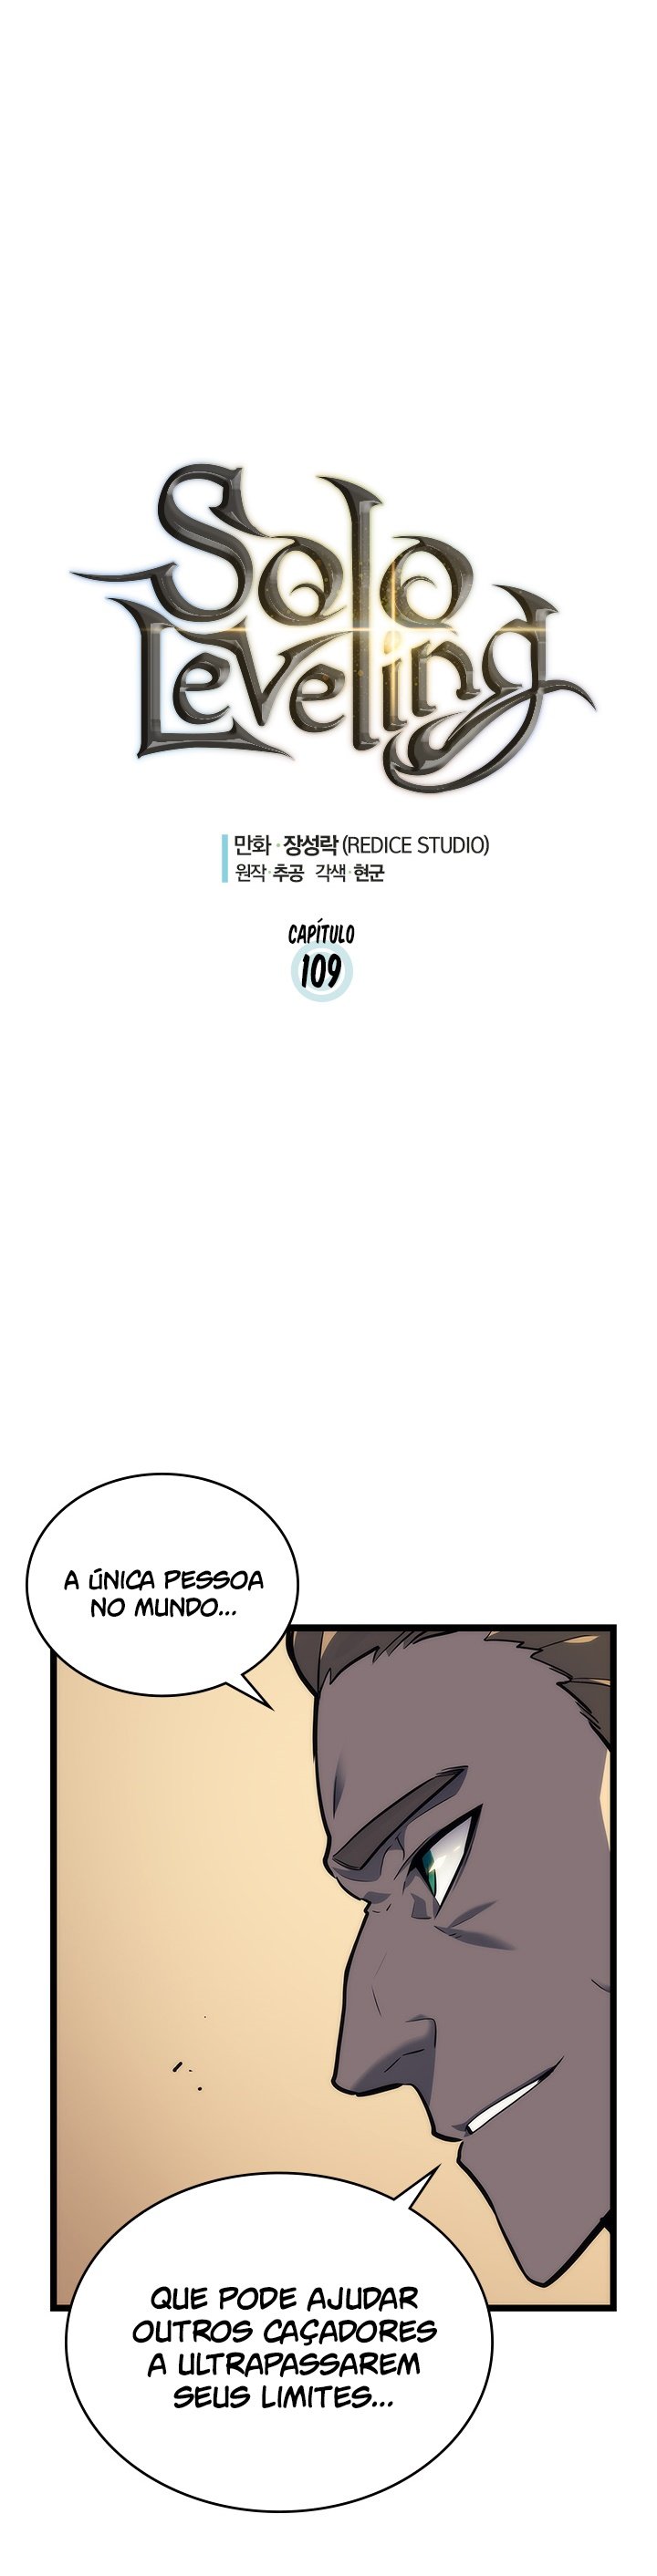 Solo
Leveling
만화·장성락 (REDICE STUDIO)
원작·추공 각색·현군
CAPÍTULO
109
A ÚNICA PESSOA
NO MUNDO...
QUE PODE AJUDAR
OUTROS CAÇADORES
A ULTRAPASSAREM
SEUS LIMITES...